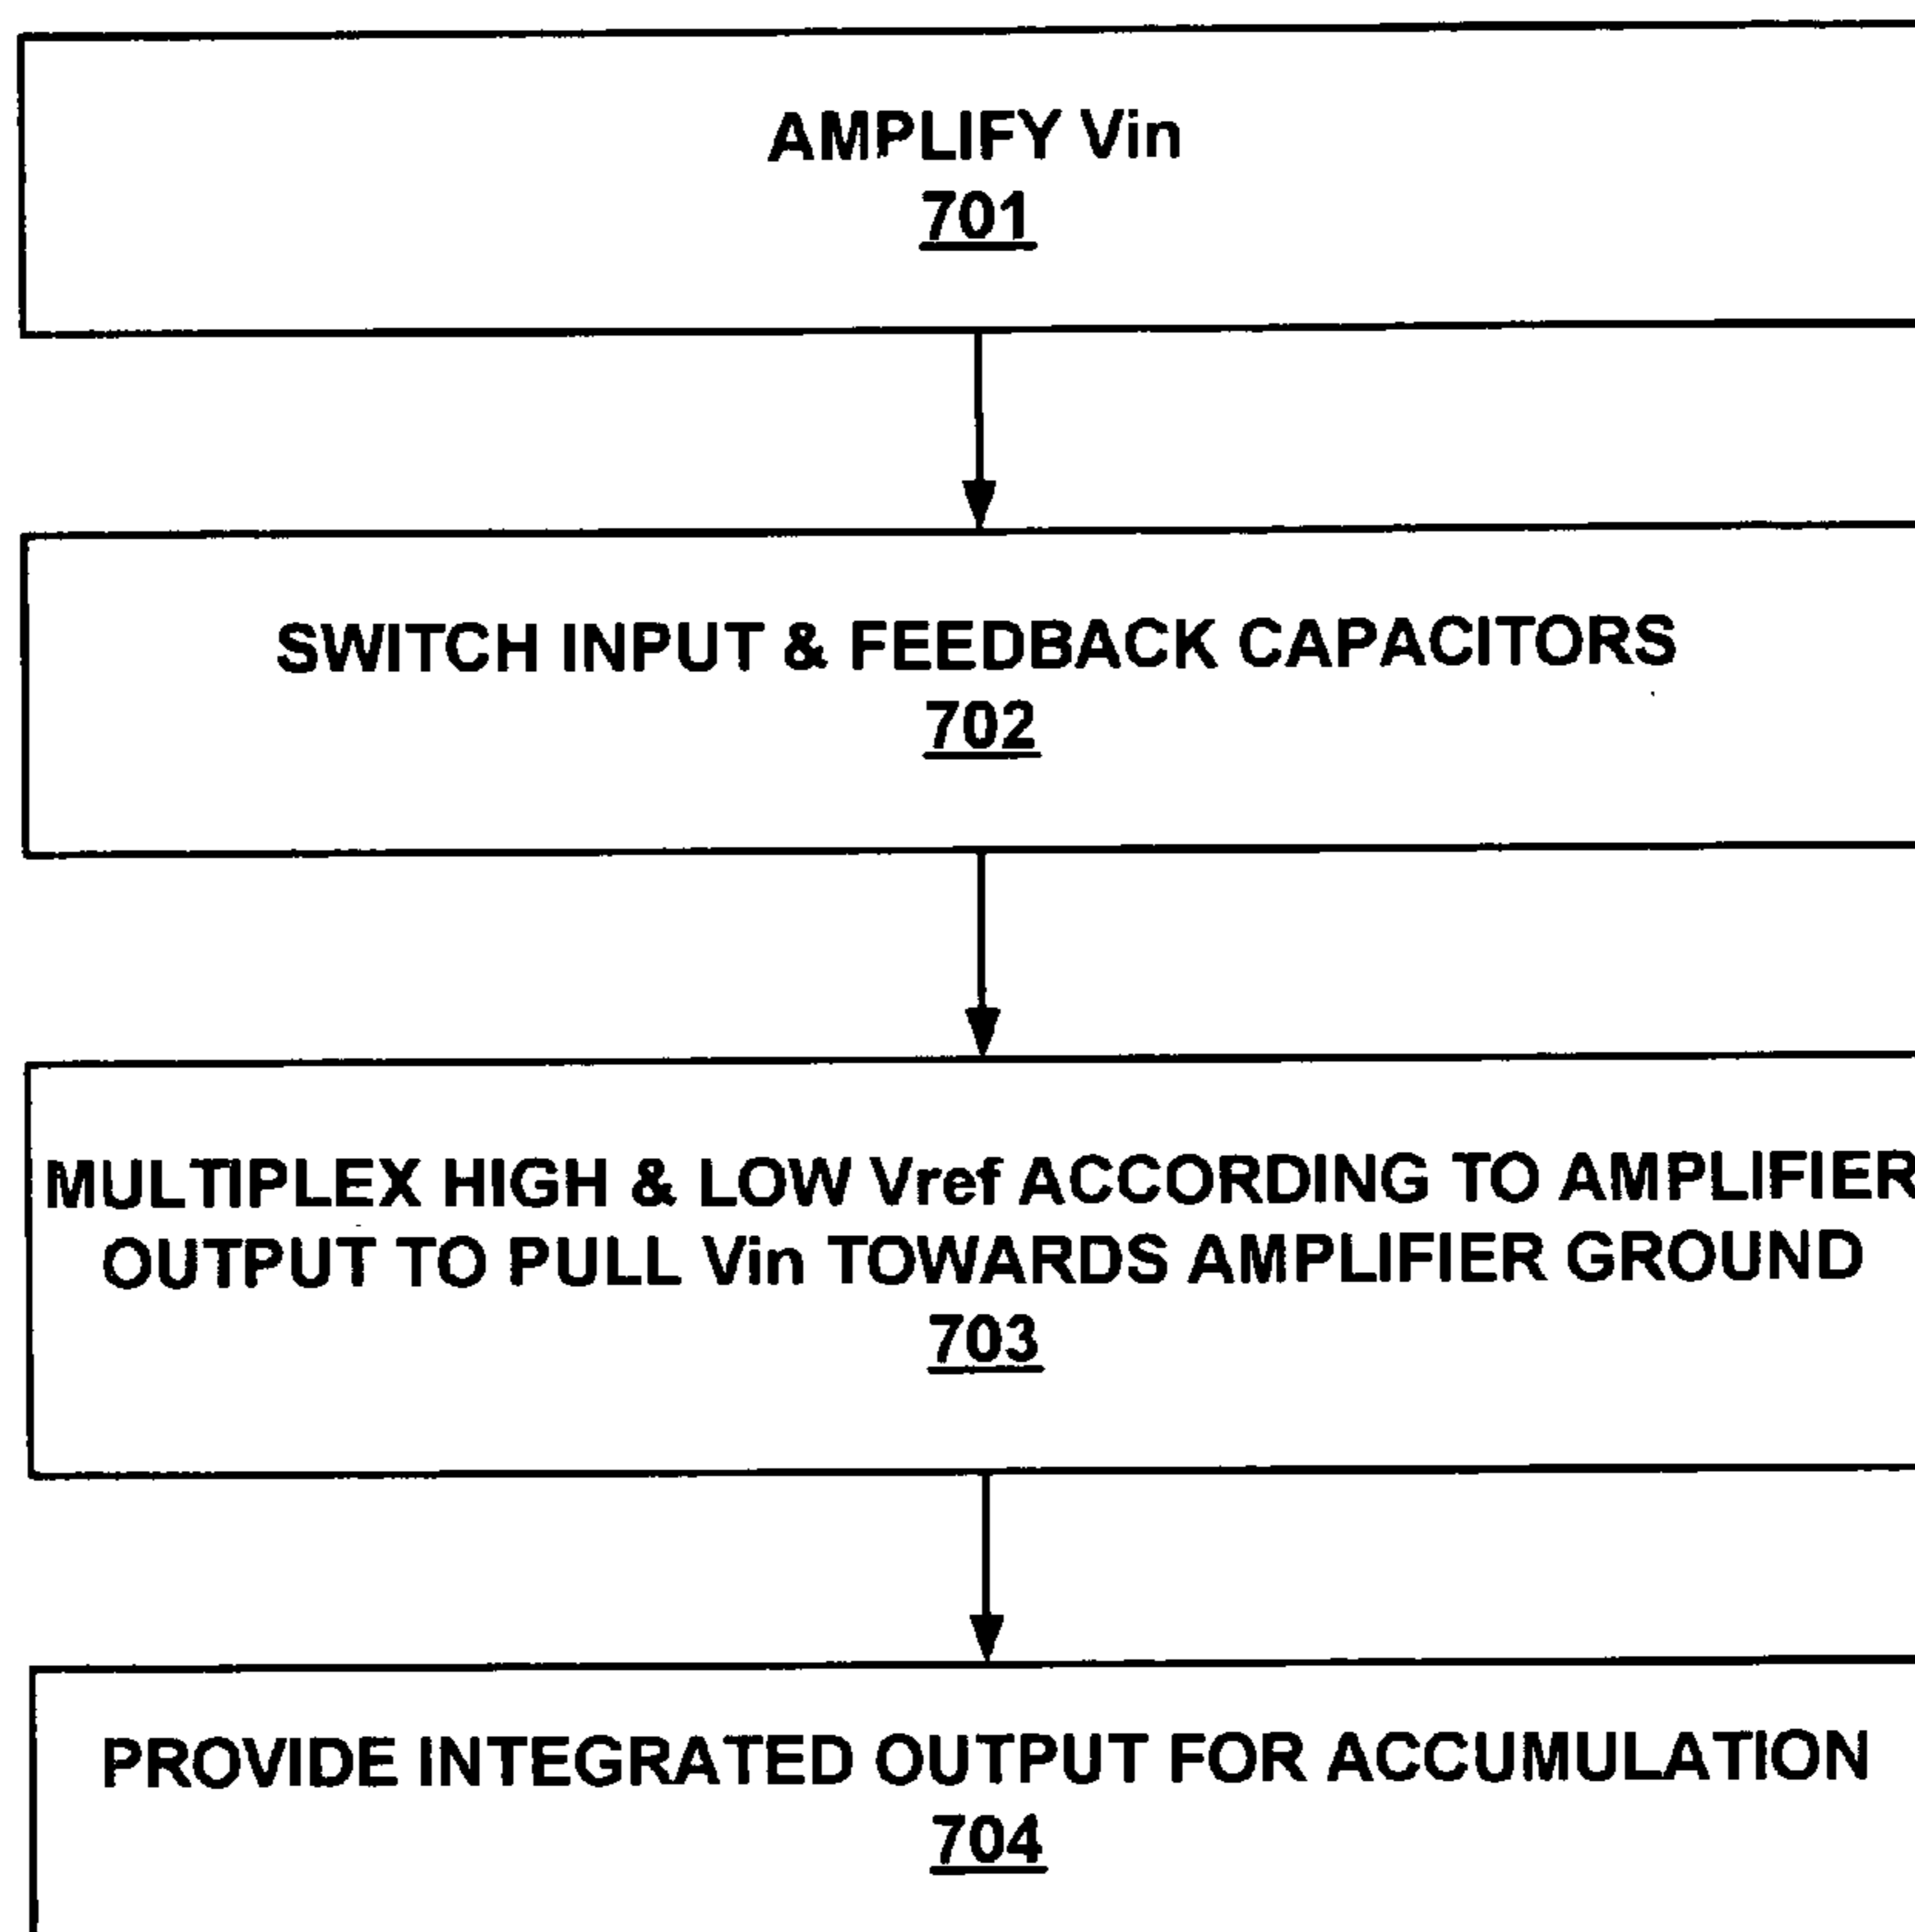 AMPLIFY Vin
701
SWITCH INPUT & FEEDBACK CAPACITORS
702
MULTIPLEX HIGH & LOW Vref ACCORDING TO AMPLIFIER
OUTPUT TO PULL Vin TOWARDS AMPLIFIER GROUND
703
PROVIDE INTEGRATED OUTPUT FOR ACCUMULATION
704